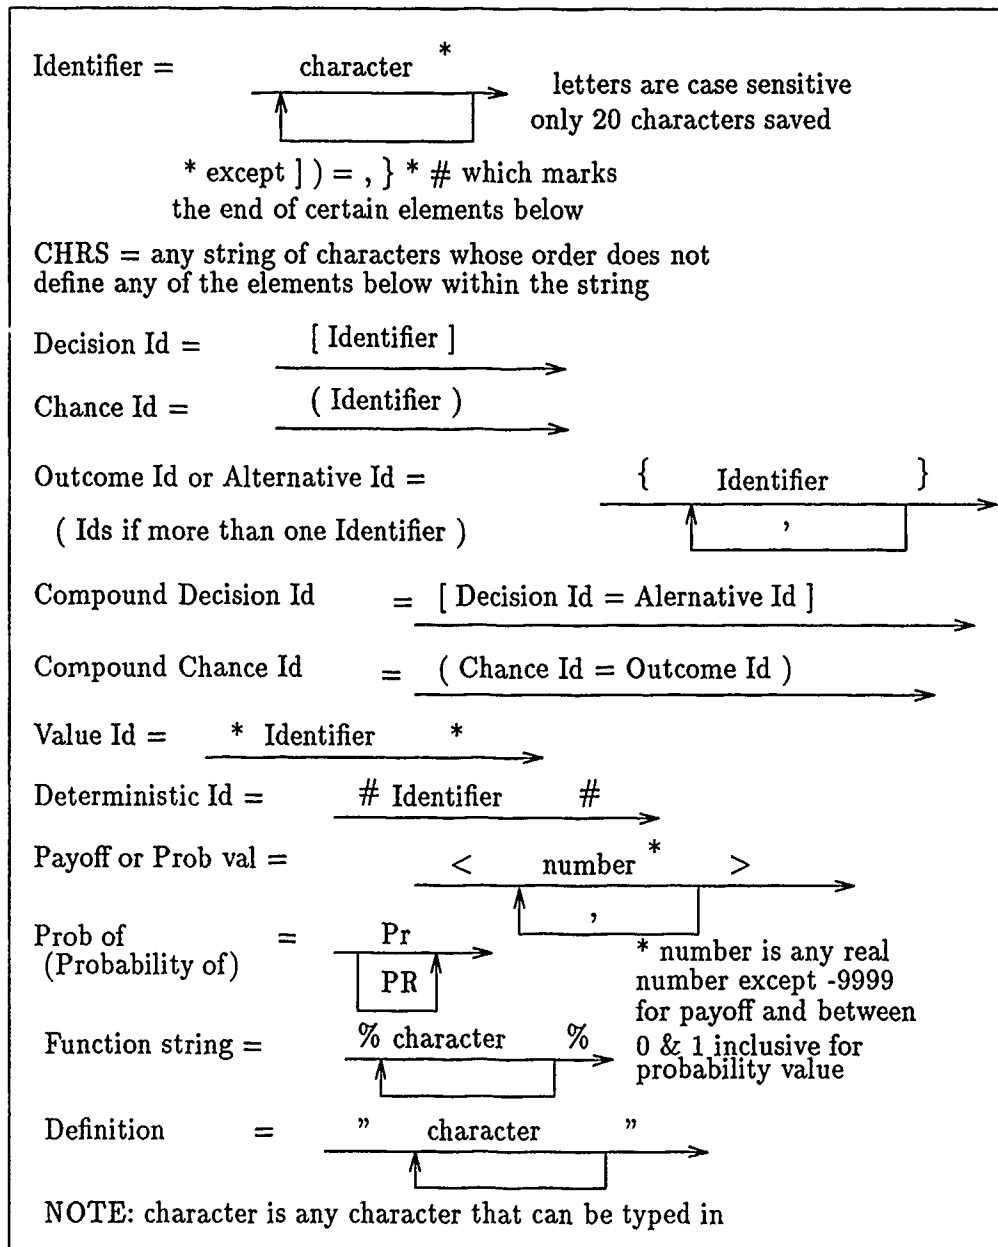 Identifier = character *
letters are case sensitive
only 20 characters saved
* except ] ) = , } * # which marks
the end of certain elements below
CHRS = any string of characters whose order does not
define any of the elements below within the string
Decision Id = [ Identifier ]
Chance Id = ( Identifier )
Outcome Id or Alternative Id = { Identifier }
( Ids if more than one Identifier ) ,
Compound Decision Id = [ Decision Id = Alernative Id ]
Compound Chance Id = ( Chance Id = Outcome Id )
Value Id = * Identifier *
Deterministic Id = # Identifier #
Payoff or Prob val = < number * >
,
Prob of = Pr
(Probability of) PR
* number is any real
number except -9999
for payoff and between
0 & 1 inclusive for
probability value
Function string = % character %
Definition = " character "
NOTE: character is any character that can be typed in